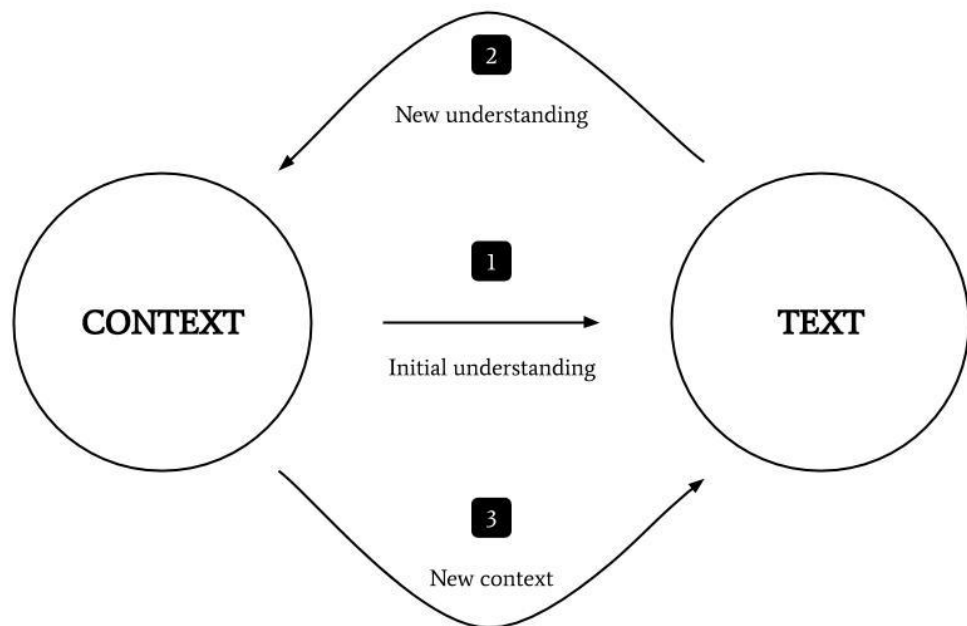 2
New understanding
1
CONTEXT
TEXT
Initial understanding
3
New context